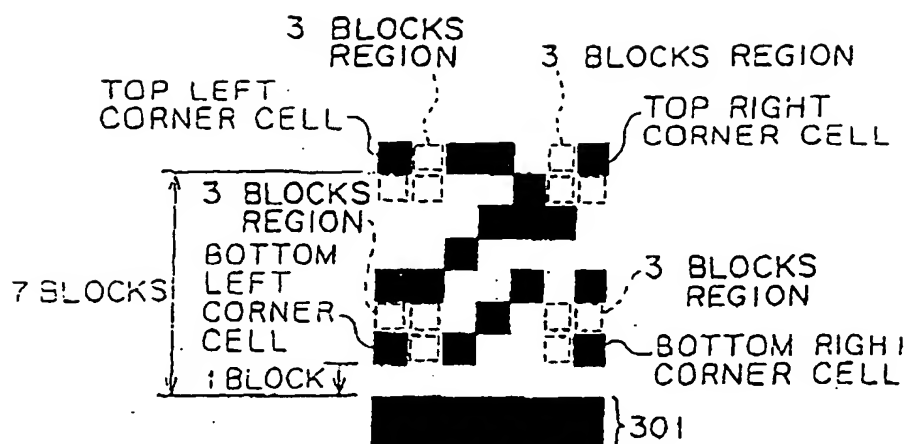 3 BLOCKS
REGION
3 BLOCKS REGION
TOP LEFT
CORNER CELL
TOP RIGHT
CORNER CELL
3 BLOCKS
REGION
BOTTOM
LEFT
CORNER
CELL
7 BLOCKS
3 BLOCKS
REGION
BOTTOM RIGHT
CORNER CELL
1 BLOCK
301